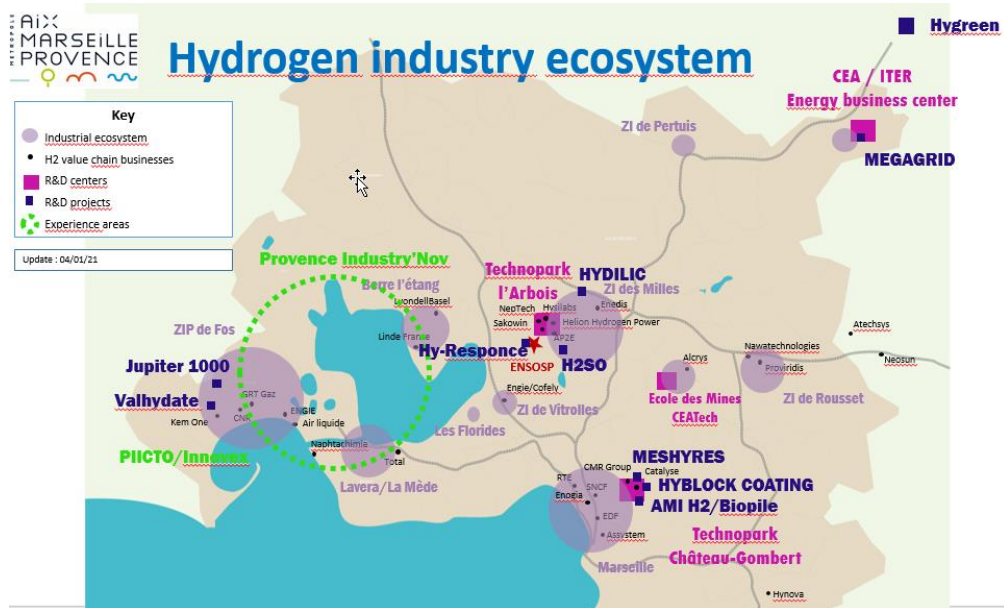 MÉTROPOLE
AiX
MARSEiLLE
PROVENCE
Hydrogen industry ecosystem
Hygreen
Key
Industrial ecosystem
H2 value chain businesses
R&D centers
R&D projects
Experience areas
Update : 04/01/21
CEA / ITER
Energy business center
MEGAGRID
ZI de Pertuis
Provence Industry'Nov
Berre l'étang
LyondellBasel
Linde France
ZIP de Fos
Jupiter 1000
Valhydate
GRT Gaz
Kem One
CNR
ENGIE
Air liquide
PIICTO/Innovex
Naphtachimie
Total
Lavera/La Mède
Technopark
l'Arbois
HYDILIC
ZI des Milles
NepTech
Hysilabs
Enedis
Sakowin
Helion Hydrogen Power
AP2E
Hy-Responce
ENSOSP
H2SO
Engie/Cofely
ZI de Vitrolles
Les Florides
Atechsys
Nawatechnologies
Neosun
Proviridis
ZI de Rousset
Alcrys
Ecole des Mines
CEATech
MESHYRES
CMR Group
Catalyse
RTE
SNCF
HYBLOCK COATING
Enogia
AMI H2/Biopile
EDF
Assystem
Technopark
Château-Gombert
Marseille
Hynova